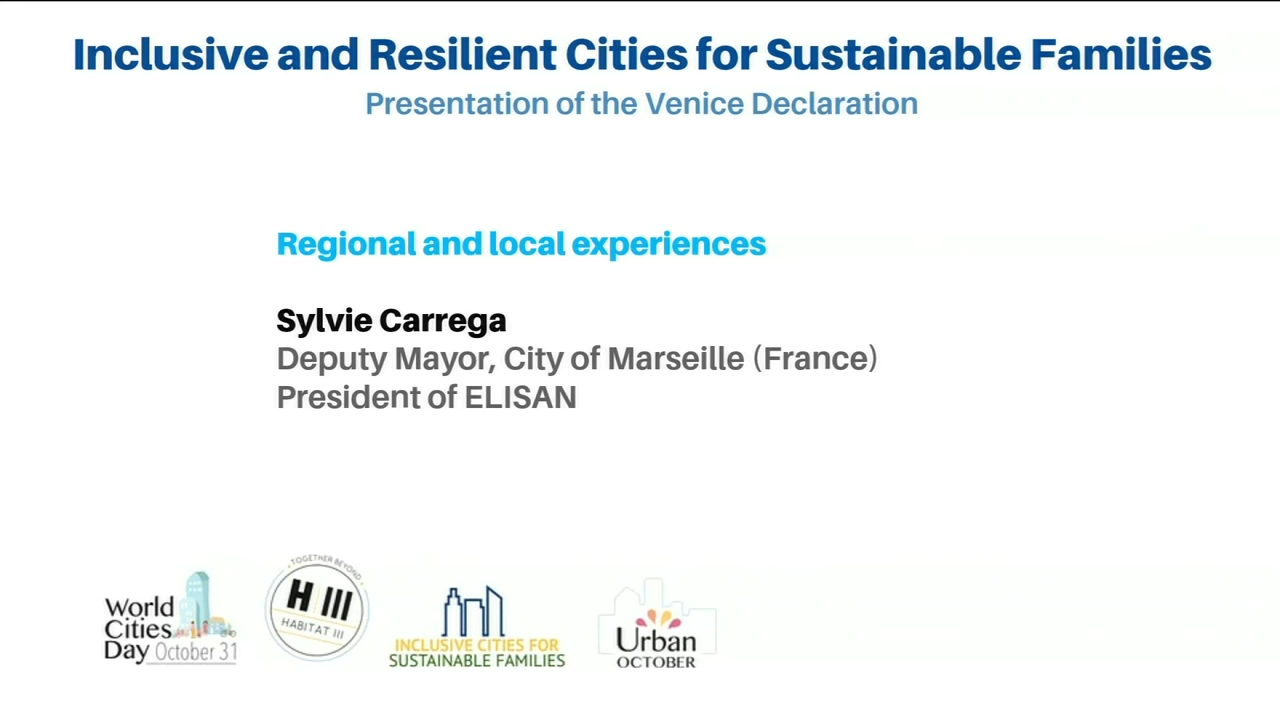 Inclusive and Resilient Cities for Sustainable Families
Presentation of the Venice Declaration
Regional and local experiences
Sylvie Carrega
Deputy Mayor, City of Marseille (France)
President of ELISAN
World
Cities
Day October 31
TOGETHER BEYOND
H III
HABITAT III
INCLUSIVE CITIES FOR
SUSTAINABLE FAMILIES
Urban
OCTOBER